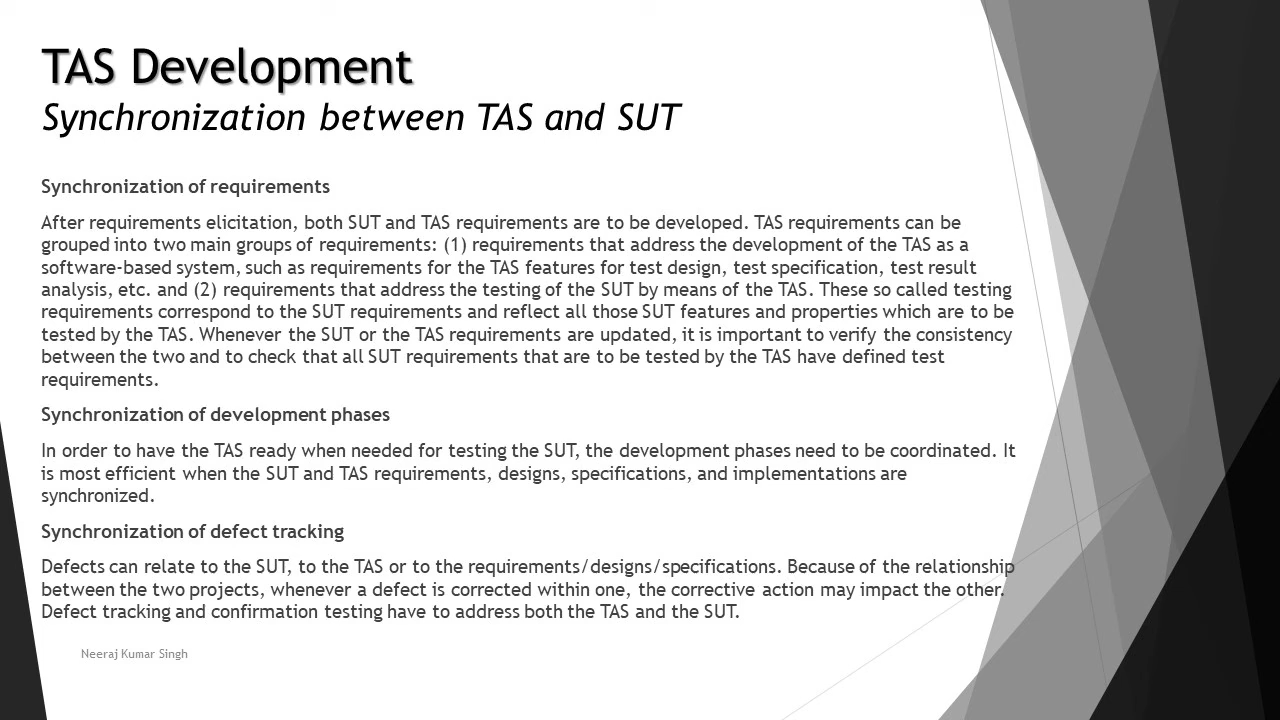 TAS Development
Synchronization between TAS and SUT
Synchronization of requirements
After requirements elicitation, both SUT and TAS requirements are to be developed. TAS requirements can be
grouped into two main groups of requirements: (1) requirements that address the development of the TAS as a
software-based system, such as requirements for the TAS features for test design, test specification, test result
analysis, etc. and (2) requirements that address the testing of the SUT by means of the TAS. These so called testing
requirements correspond to the SUT requirements and reflect all those SUT features and properties which are to be
tested by the TAS. Whenever the SUT or the TAS requirements are updated, it is important to verify the consistency
between the two and to check that all SUT requirements that are to be tested by the TAS have defined test
requirements.
Synchronization of development phases
In order to have the TAS ready when needed for testing the SUT, the development phases need to be coordinated. It
is most efficient when the SUT and TAS requirements, designs, specifications, and implementations are
synchronized.
Synchronization of defect tracking
Defects can relate to the SUT, to the TAS or to the requirements/designs/specifications. Because of the relationship
between the two projects, whenever a defect is corrected within one, the corrective action may impact the other.
Defect tracking and confirmation testing have to address both the TAS and the SUT.
Neeraj Kumar Singh